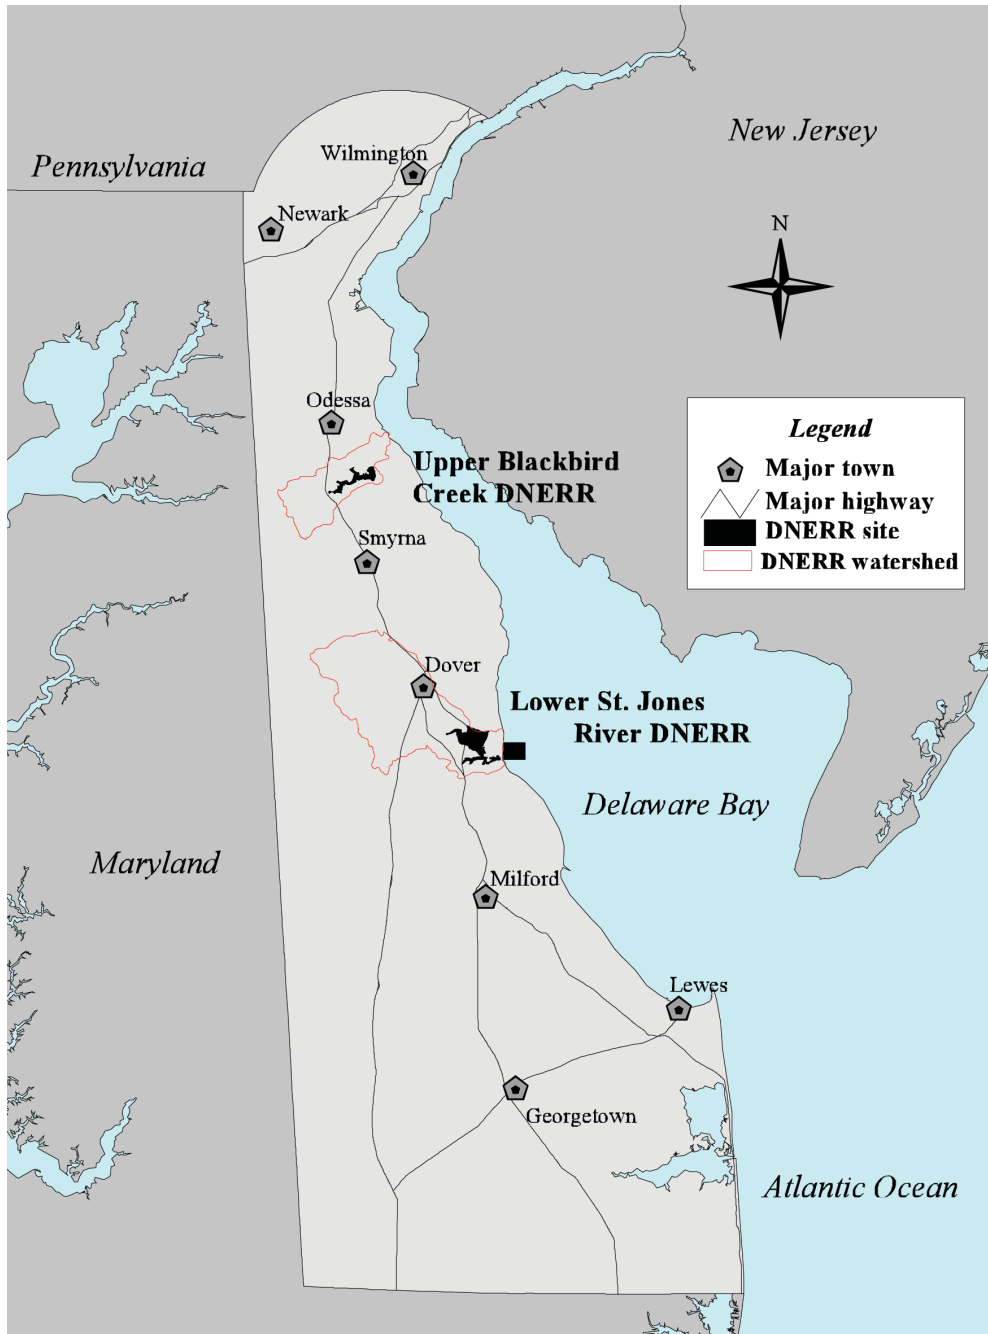 New Jersey
Pennsylvania
Wilmington
Newark
N
Odessa
Legend
Major town
Major highway
DNERR site
DNERR watershed
Upper Blackbird
Creek DNERR
Smyrna
Dover
Lower St. Jones
River DNERR
Delaware Bay
Maryland
Milford
Lewes
Georgetown
Atlantic Ocean